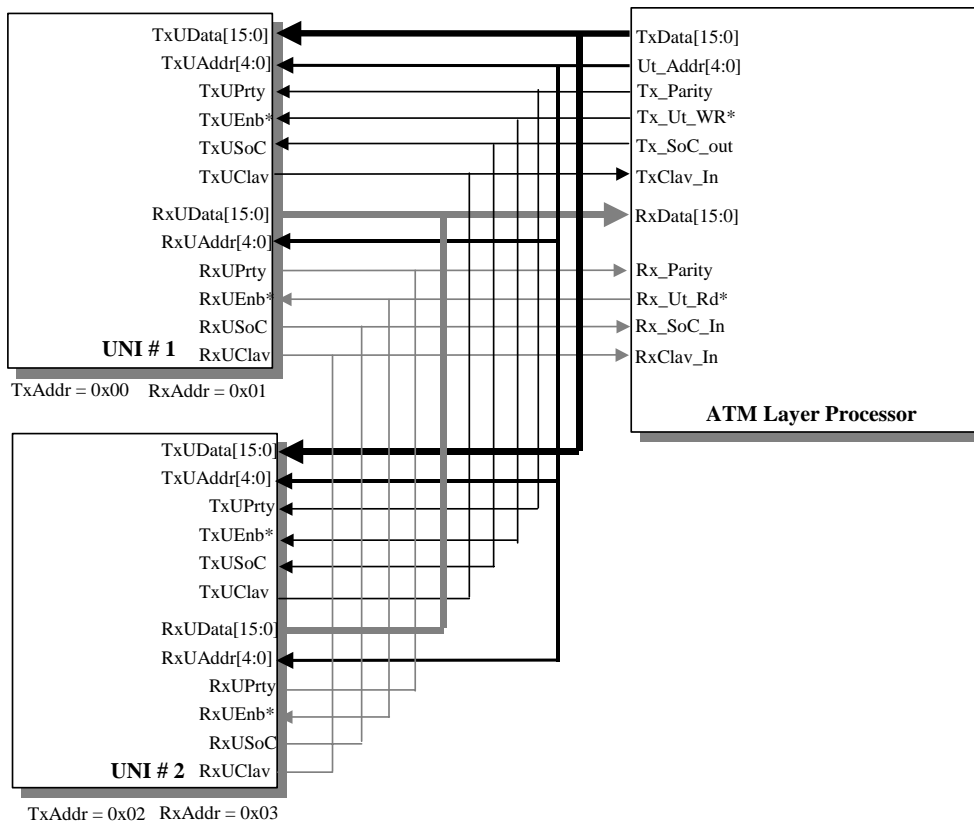 TxUData[15:0]
TxUAddr[4:0]
TxUPrty
TxUEnb*
TxUSoC
TxUClav
RxUData[15:0]
RxUAddr[4:0]
RxUPrty
RxUEnb*
RxUSoC
UNI # 1
RxUClav
TxAddr = 0x00 RxAddr = 0x01
TxData[15:0]
Ut_Addr[4:0]
Tx_Parity
Tx_Ut_WR*
Tx_SoC_out
TxClav_In
RxData[15:0]
Rx_Parity
Rx_Ut_Rd*
Rx_SoC_In
RxClav_In
ATM Layer Processor
TxUData[15:0]
TxUAddr[4:0]
TxUPrty
TxUEnb*
TxUSoC
TxUClav
RxUData[15:0]
RxUAddr[4:0]
RxUPrty
RxUEnb*
RxUSoC
UNI # 2
RxUClav
TxAddr = 0x02 RxAddr = 0x03